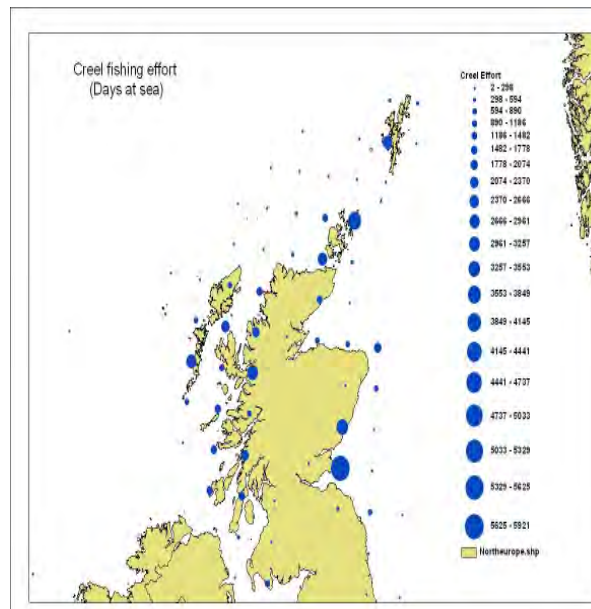 Creel fishing effort
(Days at sea)
Creel Effort
2 - 298
298 - 594
594 - 890
890 - 1186
1186 - 1482
1482 - 1778
1778 - 2074
2074 - 2370
2370 - 2666
2666 - 2961
2961 - 3257
3257 - 3553
3553 - 3849
3849 - 4145
4145 - 4441
4441 - 4737
4737 - 5033
5033 - 5329
5329 - 5625
5625 - 5921
Northeurope.shp